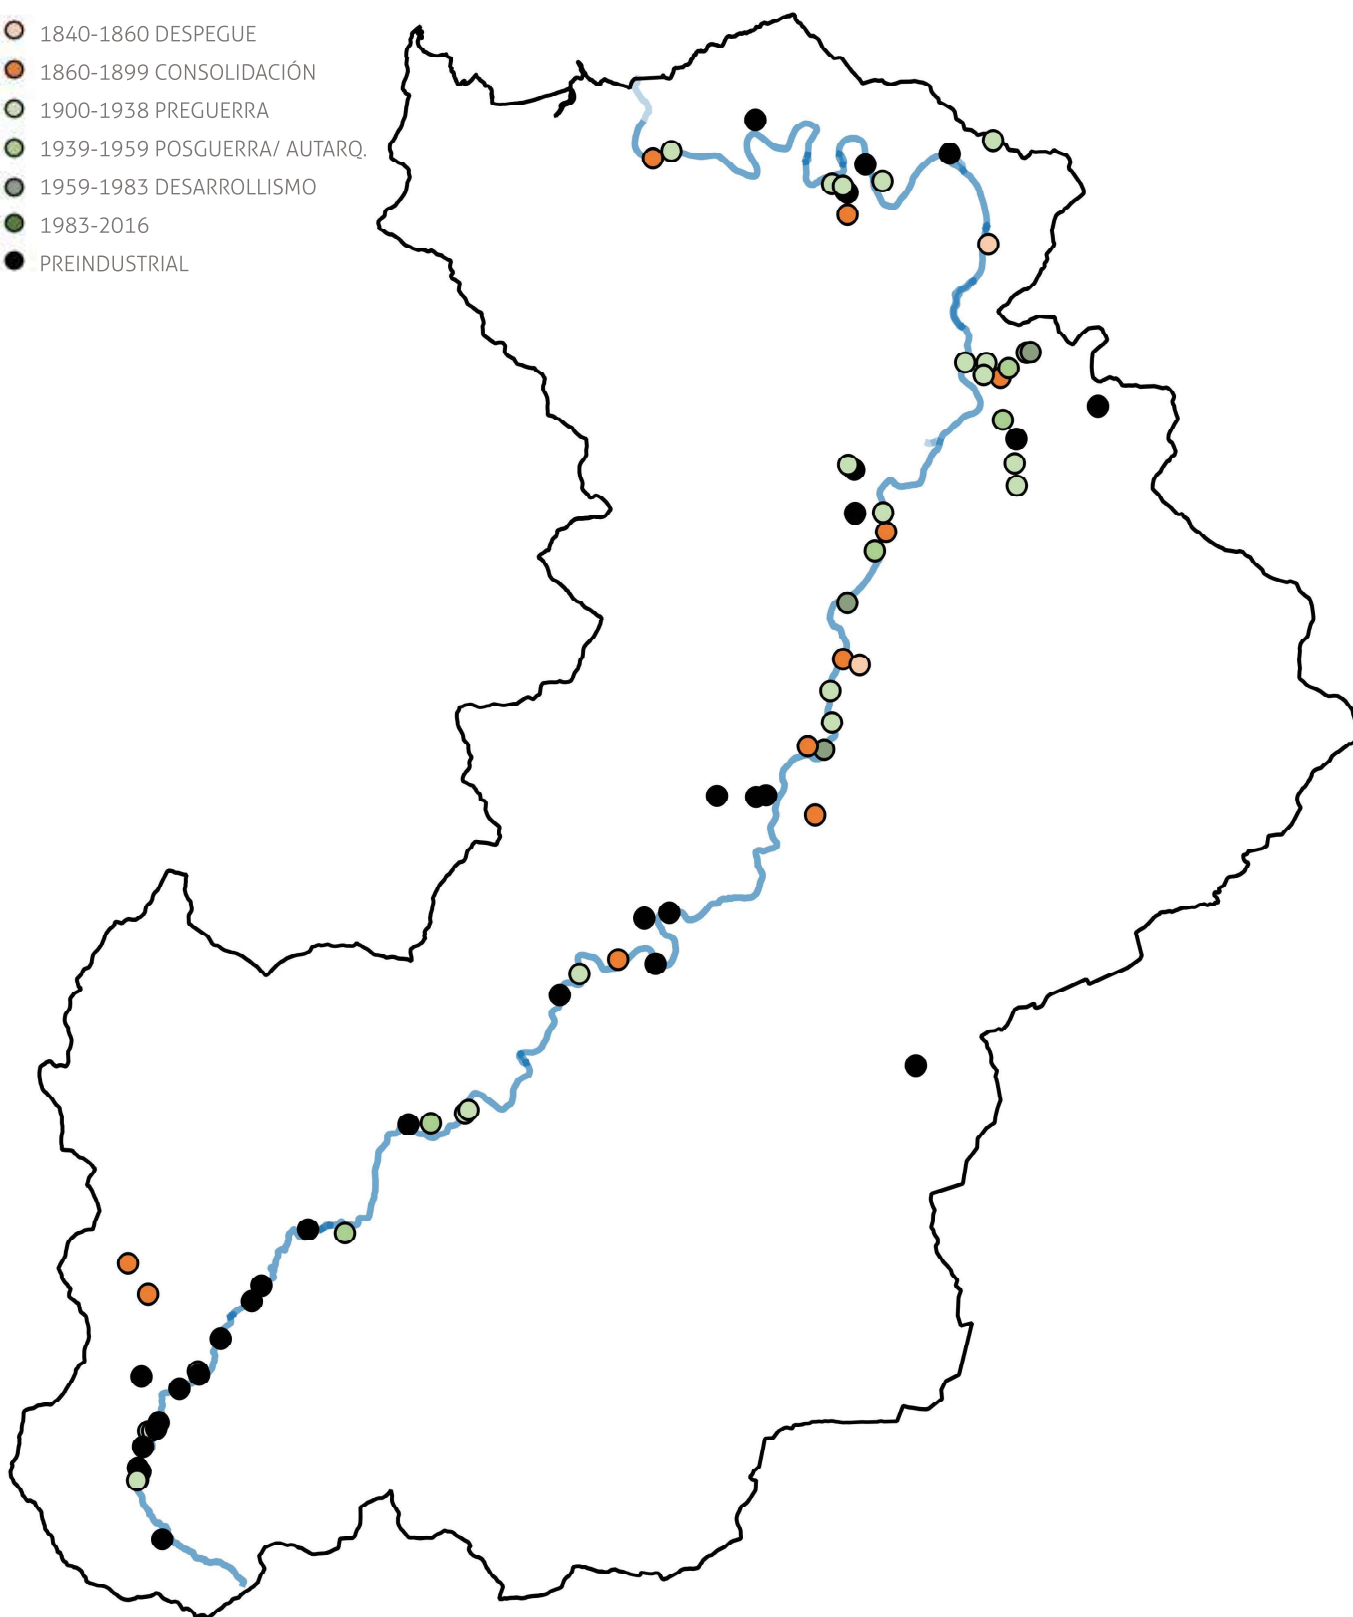 1840-1860 DESPEGUE
1860-1899 CONSOLIDACIÓN
1900-1938 PREGUERRA
1939-1959 POSGUERRA/ AUTARQ.
1959-1983 DESARROLLISMO
1983-2016
PREINDUSTRIAL